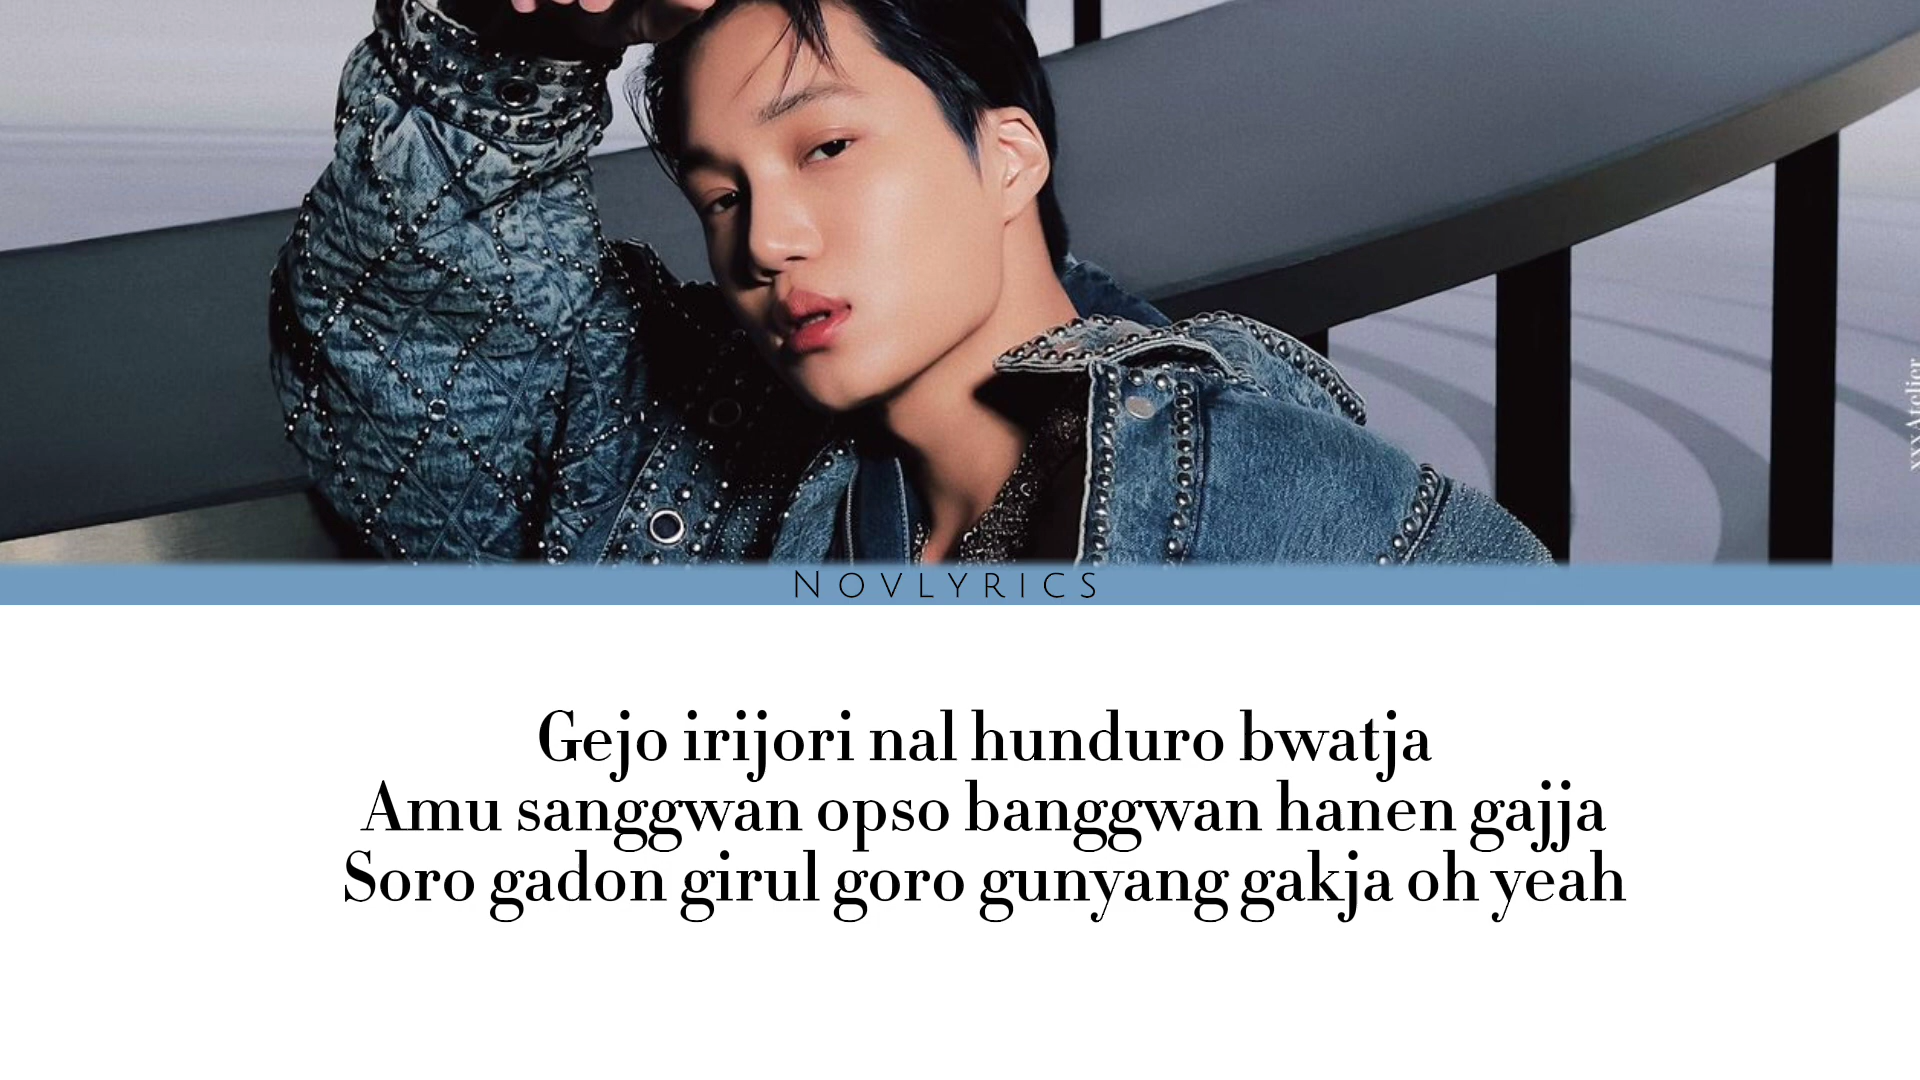 xxxAtelier
NOVLYRICS
Gejo irijori nal hunduro bwatja
Amu sanggwan opso banggwan hanen gajja
Soro gadon girul goro gunyang gakja oh yeah